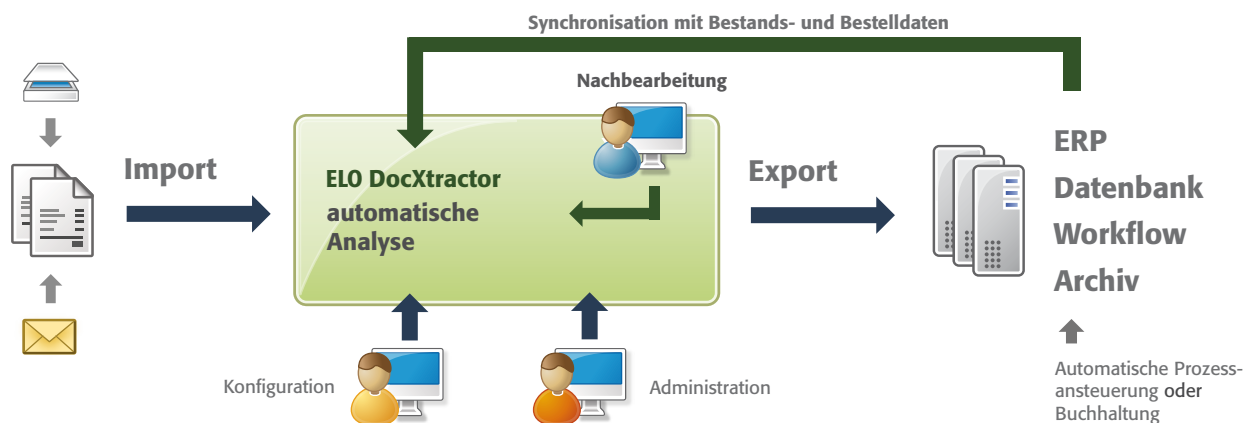 Synchronisation mit Bestands- und Bestelldaten
Nachbearbeitung
Import
ELO DocXtractor
automatische
Analyse
Export
ERP
Datenbank
Workflow
Archiv
Konfiguration
Administration
Automatische Prozess-
ansteuerung oder
Buchhaltung